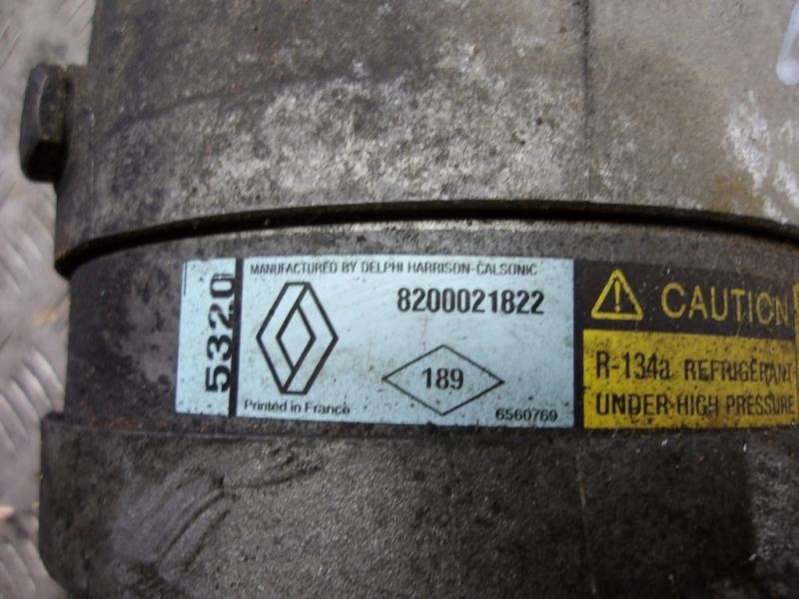 5320
MANUFACTURED BY DELPHI HARRISON-CALSONIC
8200021822
189
Printed in France
6560769
CAUTION
R-134a REFRIGERANT
UNDER HIGH PRESSURE